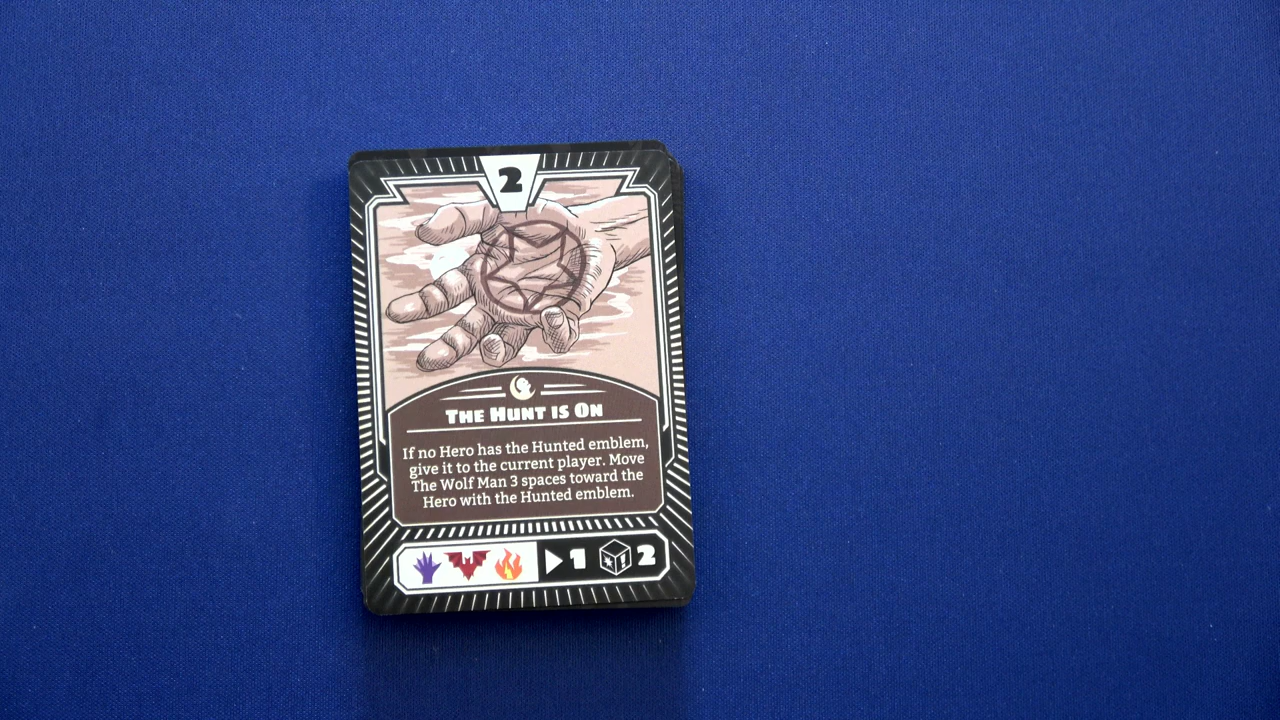 2
The Hunt is On
If no Hero has the Hunted emblem,
give it to the current player. Move
The Wolf Man 3 spaces toward the
Hero with the Hunted emblem.
1 ! 2